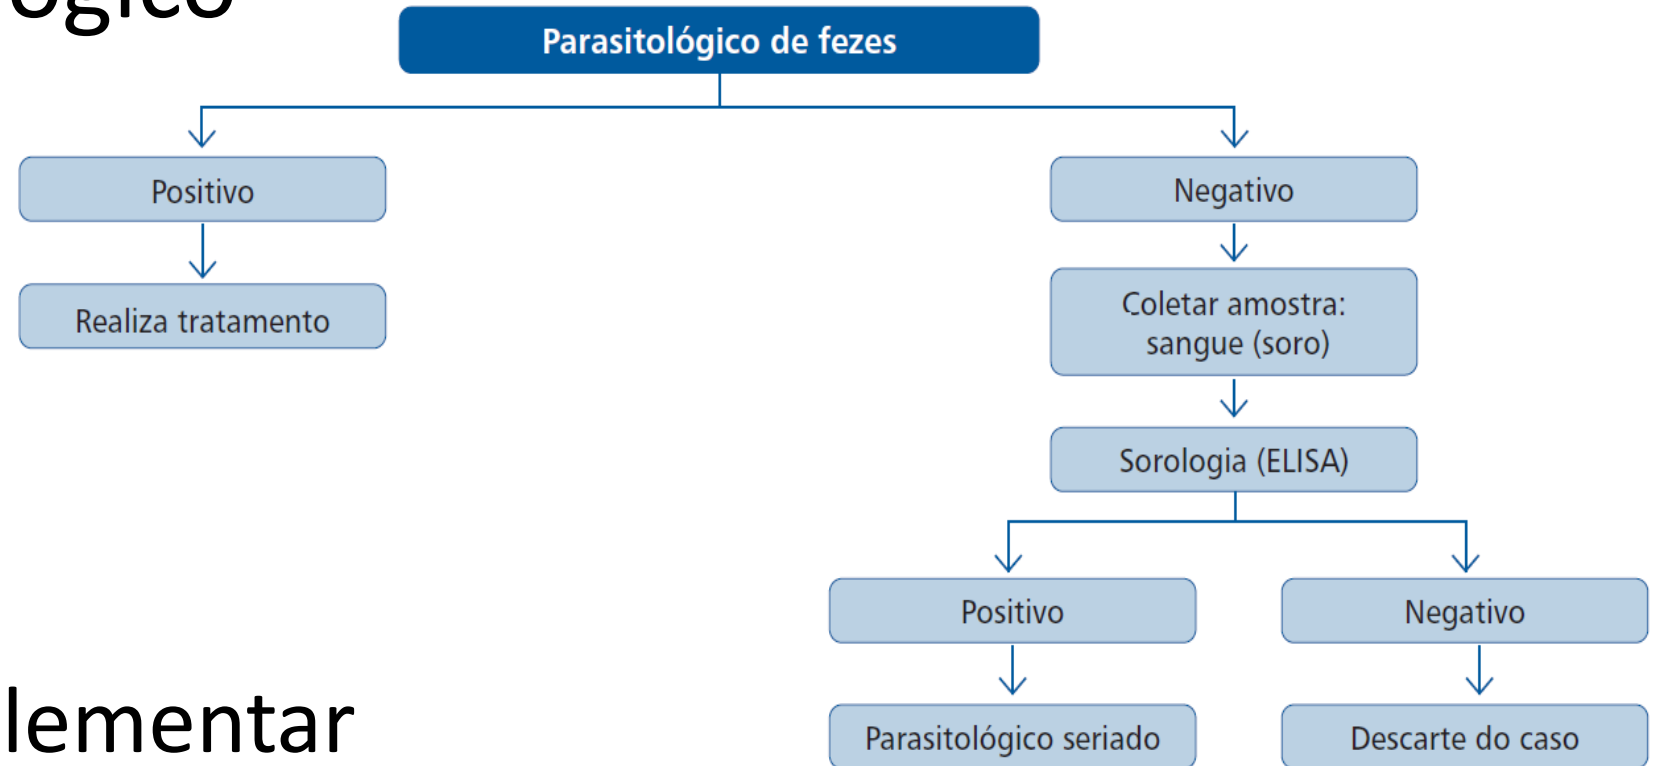 ógico
Parasitológico de fezes
Positivo
Negativo
Realiza tratamento
Coletar amostra:
sangue (soro)
Sorologia (ELISA)
Positivo
Negativo
lementar
Parasitológico seriado
Descarte do caso